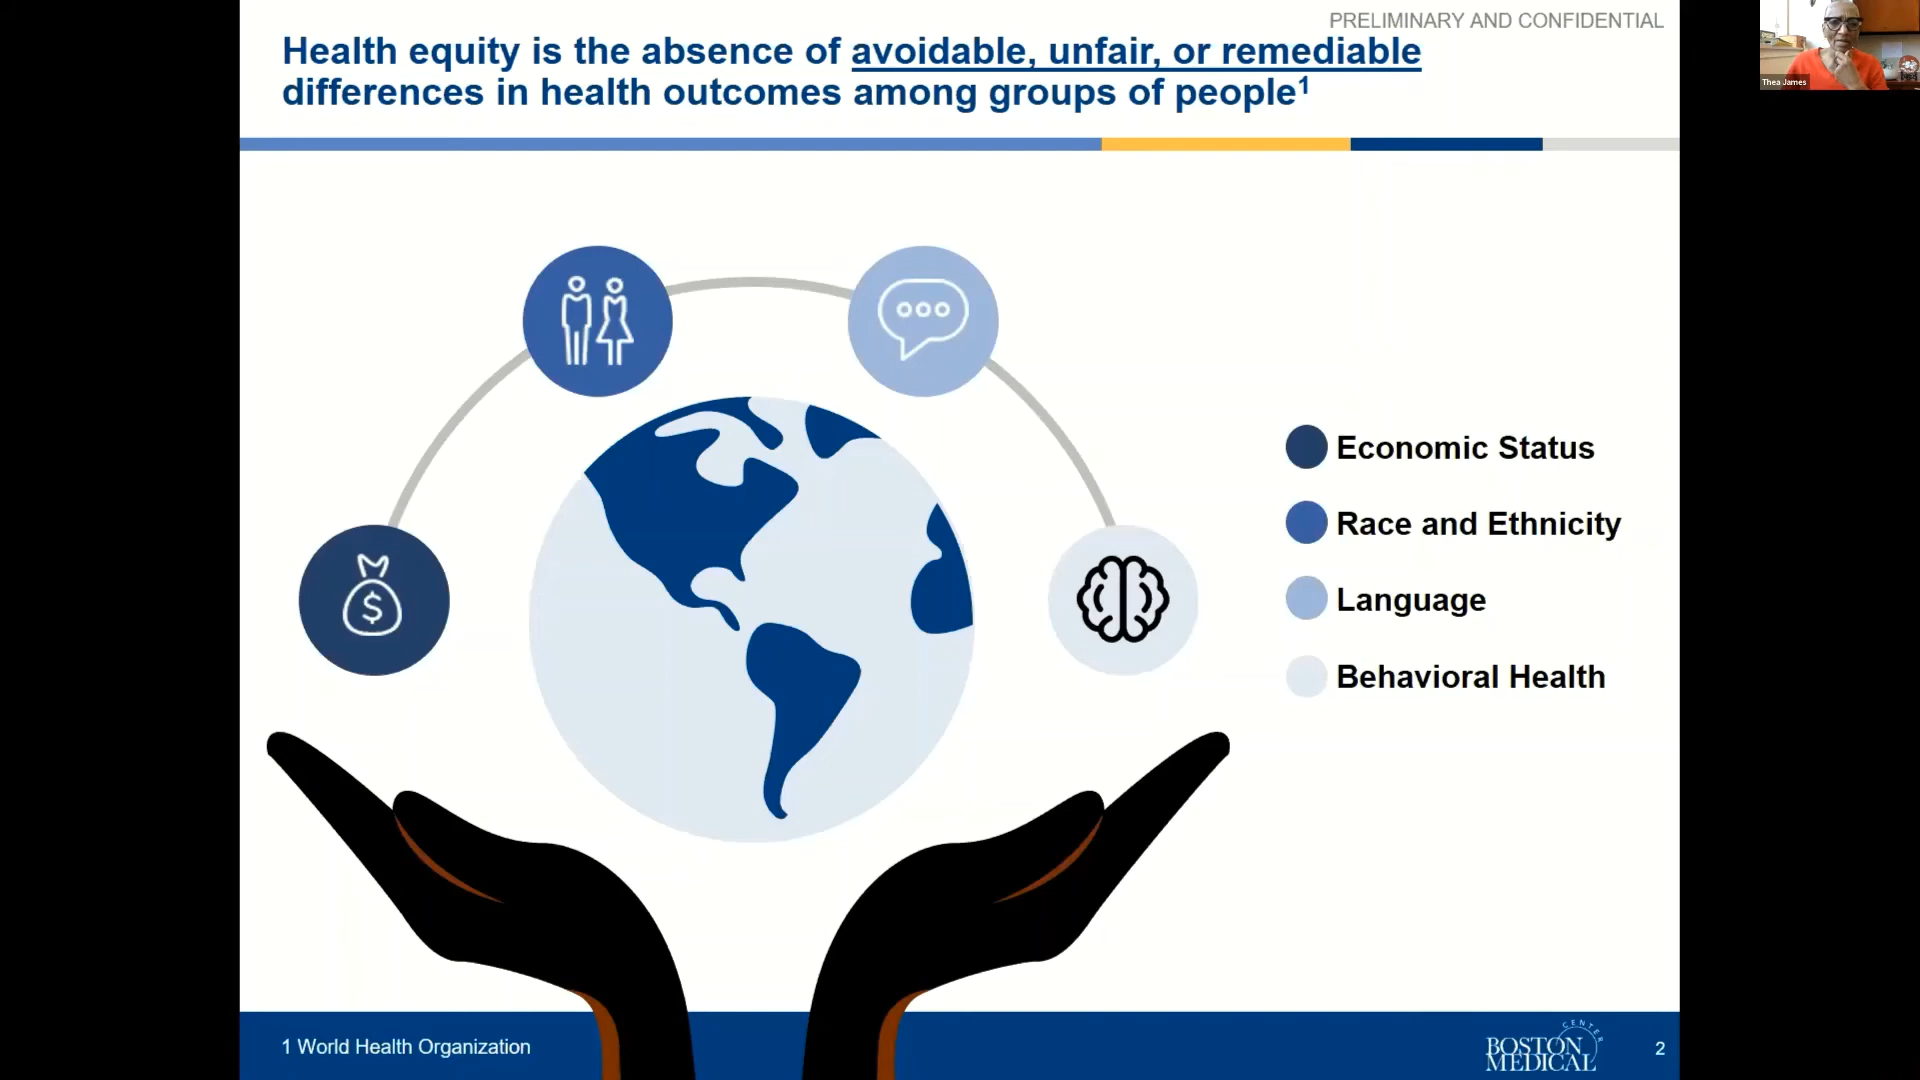 PRELIMINARY AND CONFIDENTIAL
Health equity is the absence of avoidable, unfair, or remediable
differences in health outcomes among groups of people¹
Thea James
$
Economic Status
Race and Ethnicity
Language
Behavioral Health
1 World Health Organization
BOSTON
MEDICAL
CENTER
2